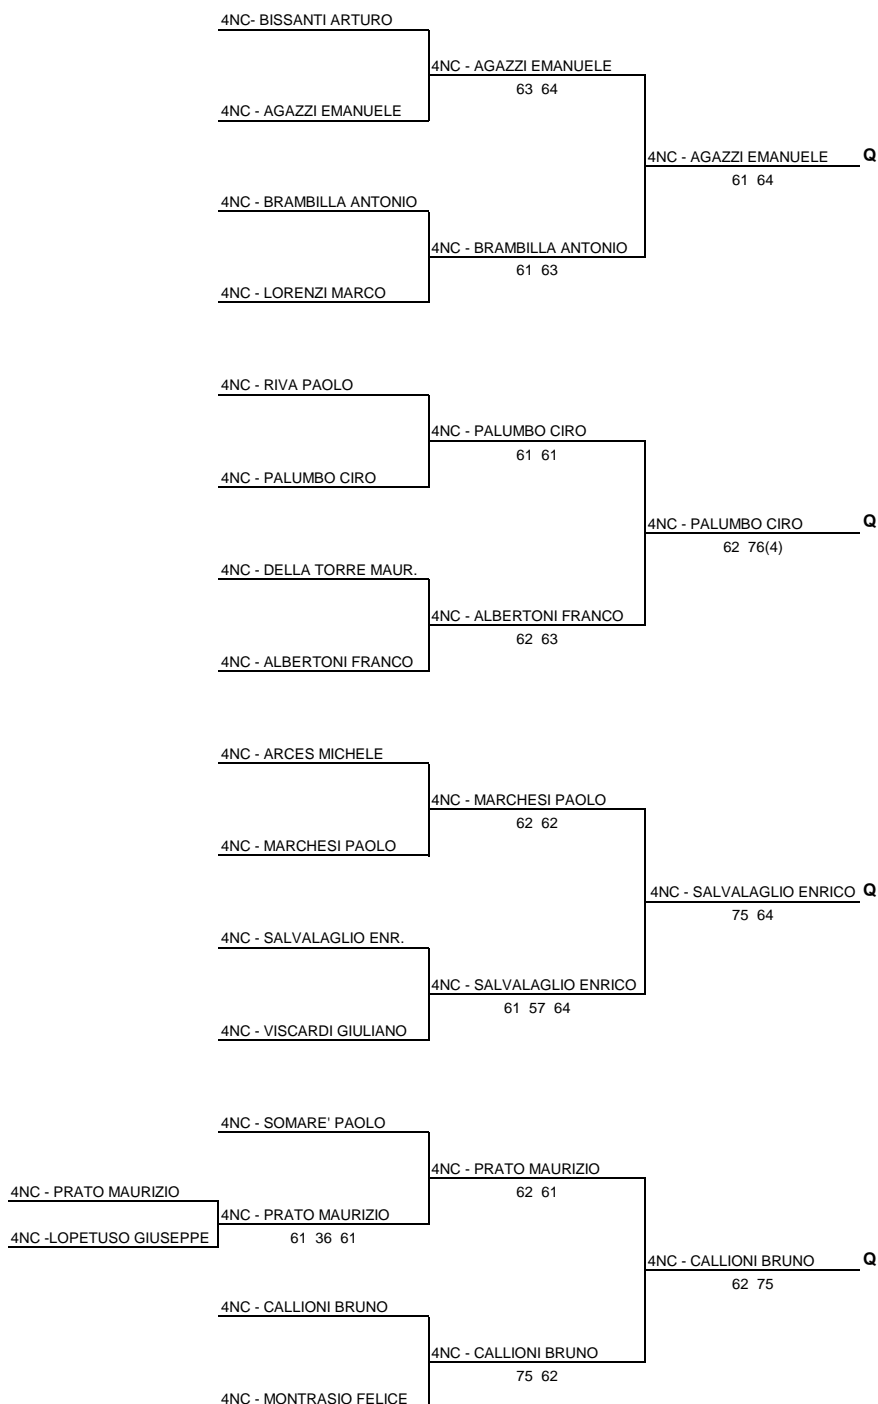 4NC- BISSANTI ARTURO
4NC - AGAZZI EMANUELE
63 64
4NC - AGAZZI EMANUELE
4NC - AGAZZI EMANUELE Q
61 64
4NC - BRAMBILLA ANTONIO
4NC - BRAMBILLA ANTONIO
61 63
4NC - LORENZI MARCO
4NC - RIVA PAOLO
4NC - PALUMBO CIRO
61 61
4NC - PALUMBO CIRO
4NC - PALUMBO CIRO Q
62 76(4)
4NC - DELLA TORRE MAUR.
4NC - ALBERTONI FRANCO
62 63
4NC - ALBERTONI FRANCO
4NC - ARCES MICHELE
4NC - MARCHESI PAOLO
62 62
4NC - MARCHESI PAOLO
4NC - SALVALAGLIO ENRICO Q
75 64
4NC - SALVALAGLIO ENR.
4NC - SALVALAGLIO ENRICO
61 57 64
4NC - VISCARDI GIULIANO
4NC - SOMARE' PAOLO
4NC - PRATO MAURIZIO
62 61
4NC - PRATO MAURIZIO
4NC - PRATO MAURIZIO
61 36 61
4NC -LOPETUSO GIUSEPPE
4NC - CALLIONI BRUNO Q
62 75
4NC - CALLIONI BRUNO
4NC - CALLIONI BRUNO
75 62
4NC - MONTRASIO FELICE